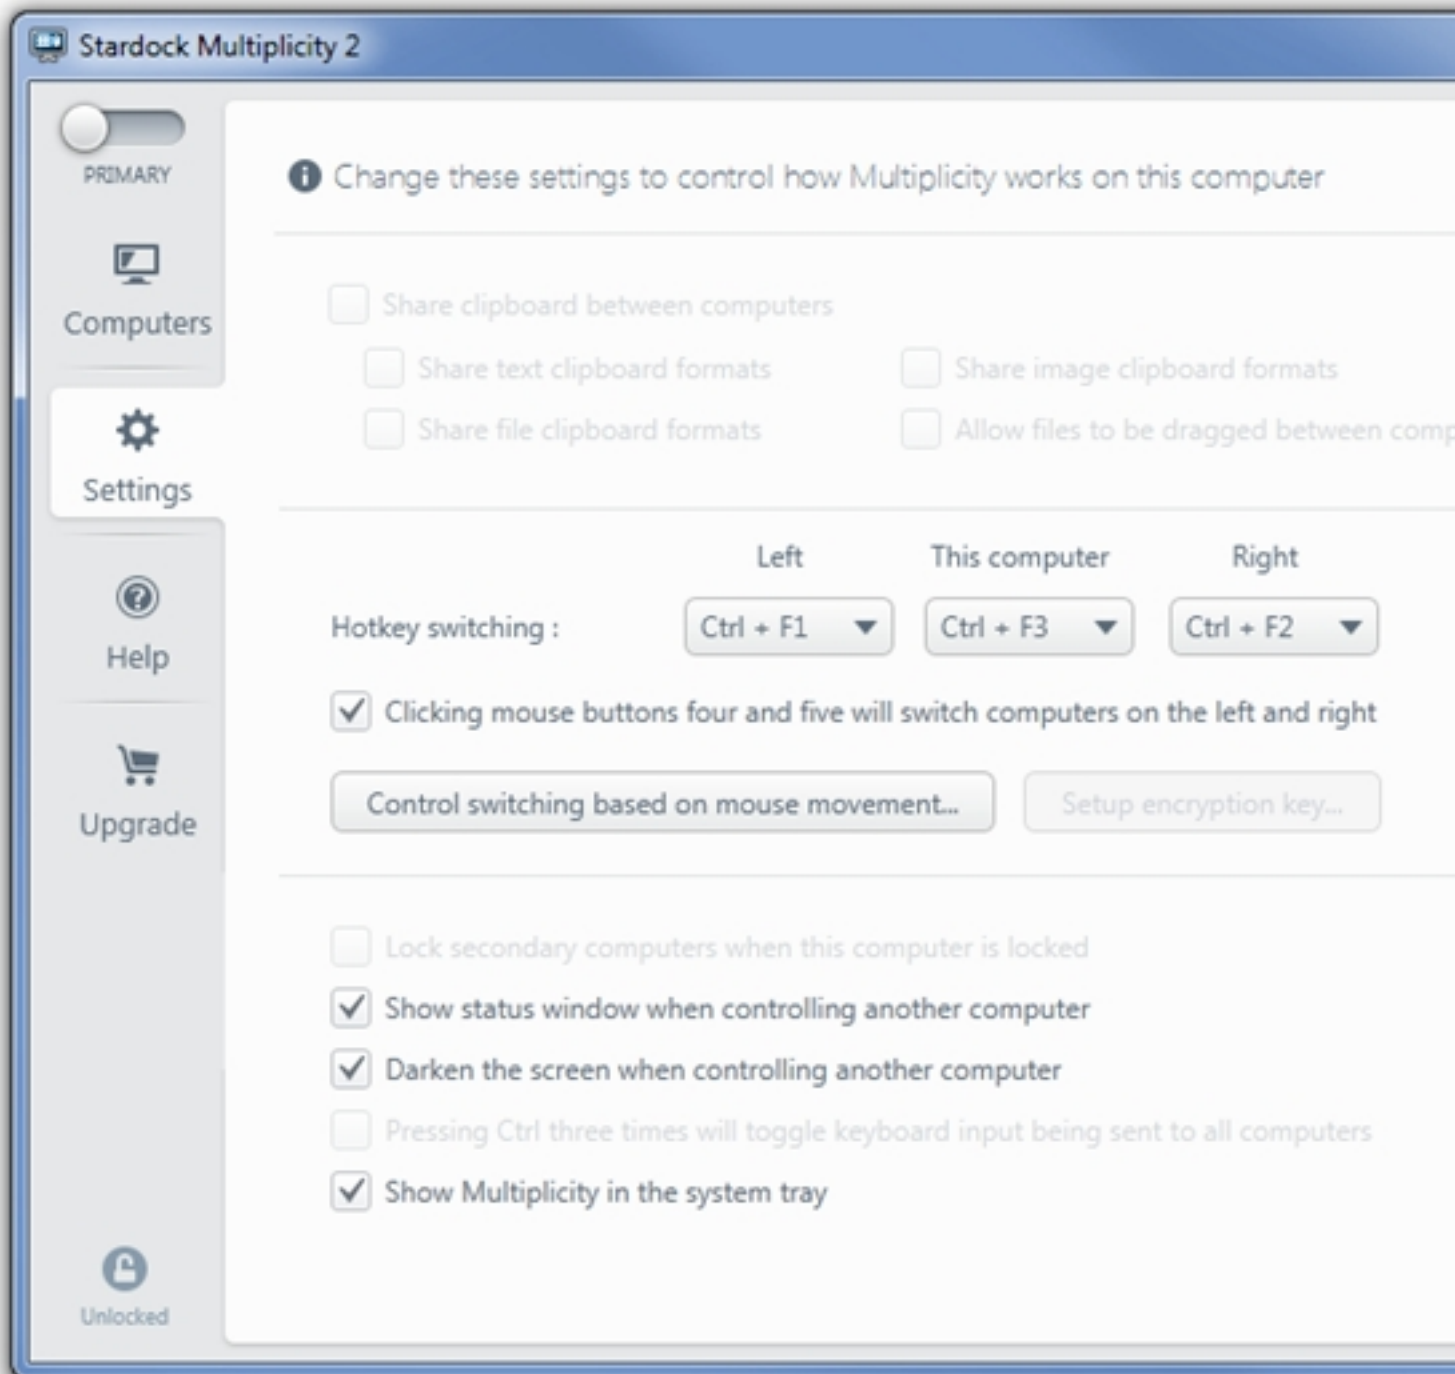 Stardock Multiplicity 2
PRIMARY
Computers
Settings
Help
Upgrade
Unlocked
Change these settings to control how Multiplicity works on this computer
Share clipboard between computers
Share text clipboard formats Share image clipboard formats
Share file clipboard formats Allow files to be dragged between comp
Left This computer Right
Hotkey switching : Ctrl + F1 Ctrl + F3 Ctrl + F2
Clicking mouse buttons four and five will switch computers on the left and right
Control switching based on mouse movement... Setup encryption key...
Lock secondary computers when this computer is locked
Show status window when controlling another computer
Darken the screen when controlling another computer
Pressing Ctrl three times will toggle keyboard input being sent to all computers
Show Multiplicity in the system tray